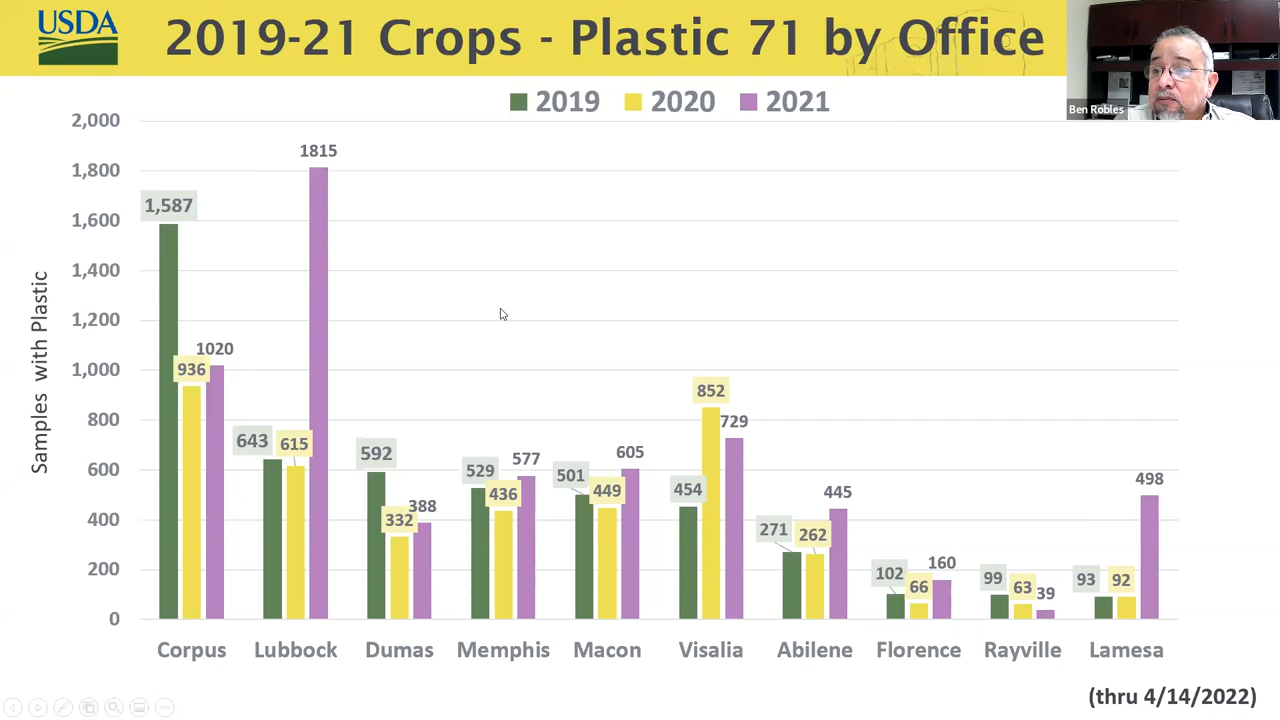 USDA
2019-21 Crops - Plastic 71 by Office
Ben Robles
2019 2020 2021
Samples with Plastic
2,000
1,800
1,600
1,400
1,200
1,000
800
600
400
200
0
1,587 936 1020
643 615 1815
592 332 388
529 436 577
501 449 605
454 852 729
271 262 445
102 66 160
99 63 39
93 92 498
Corpus Lubbock Dumas Memphis Macon Visalia Abilene Florence Rayville Lamesa
(thru 4/14/2022)